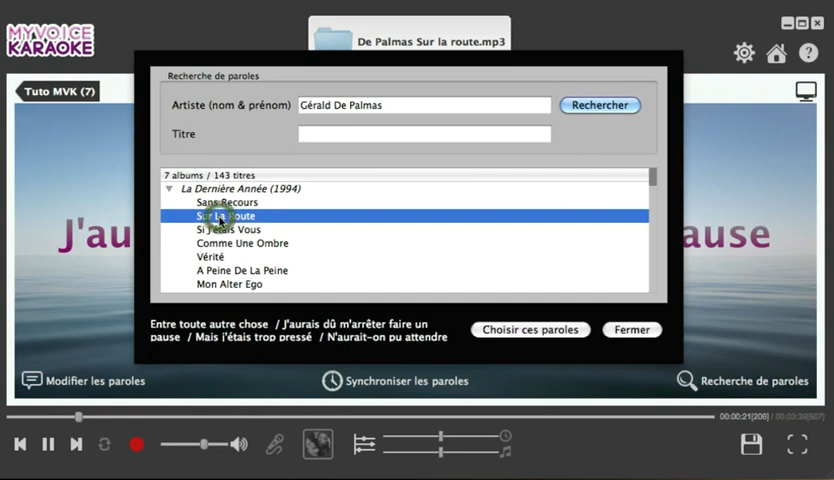 MYVOICE
KARAOKE
De Palmas Sur la route.mp3
Tuto MVK (7)
Recherche de paroles
Artiste (nom & prénom)
Gérald De Palmas
Rechercher
Titre
7 albums / 143 titres
La Dernière Année (1994)
Sans Recours
Sur La Route
Si J'étais Vous
Comme Une Ombre
Vérité
A Peine De La Peine
Mon Alter Ego
J'au
ause
Entre toute autre chose / J'aurais dû m'arrêter faire un
pause / Mais j'étais trop pressé / N'aurait-on pu attendre
Choisir ces paroles
Fermer
Modifier les paroles
Synchroniser les paroles
Recherche de paroles
00:00:21[208] / 00:03:39[507]